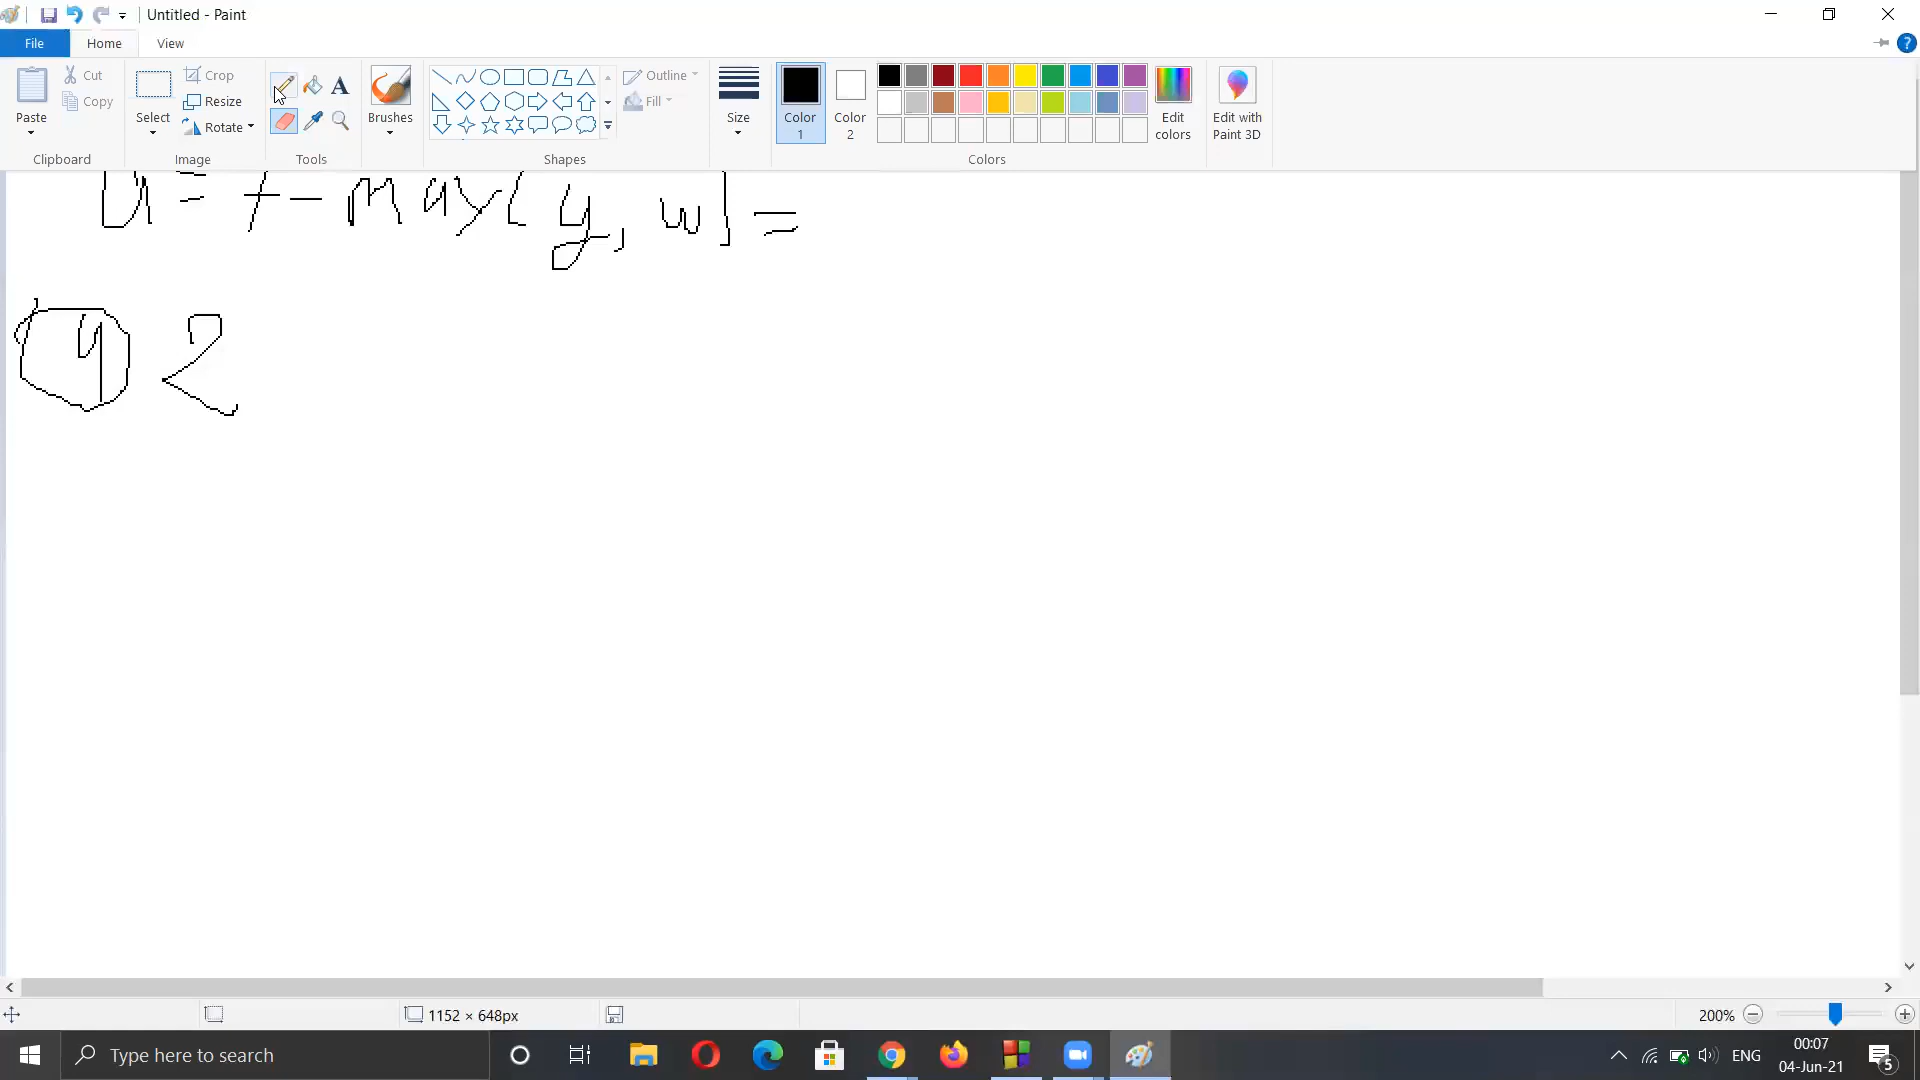 Untitled - Paint
File Home View
Paste Cut Copy Clipboard
Select Crop Resize Rotate Image
Tools
Brushes
Shapes Outline Fill
Size
Color 1 Color 2 Edit colors Colors
Edit with Paint 3D
max[y, w] =
2
1152 × 648px 200%
Type here to search ENG 00:07 04-Jun-21 5